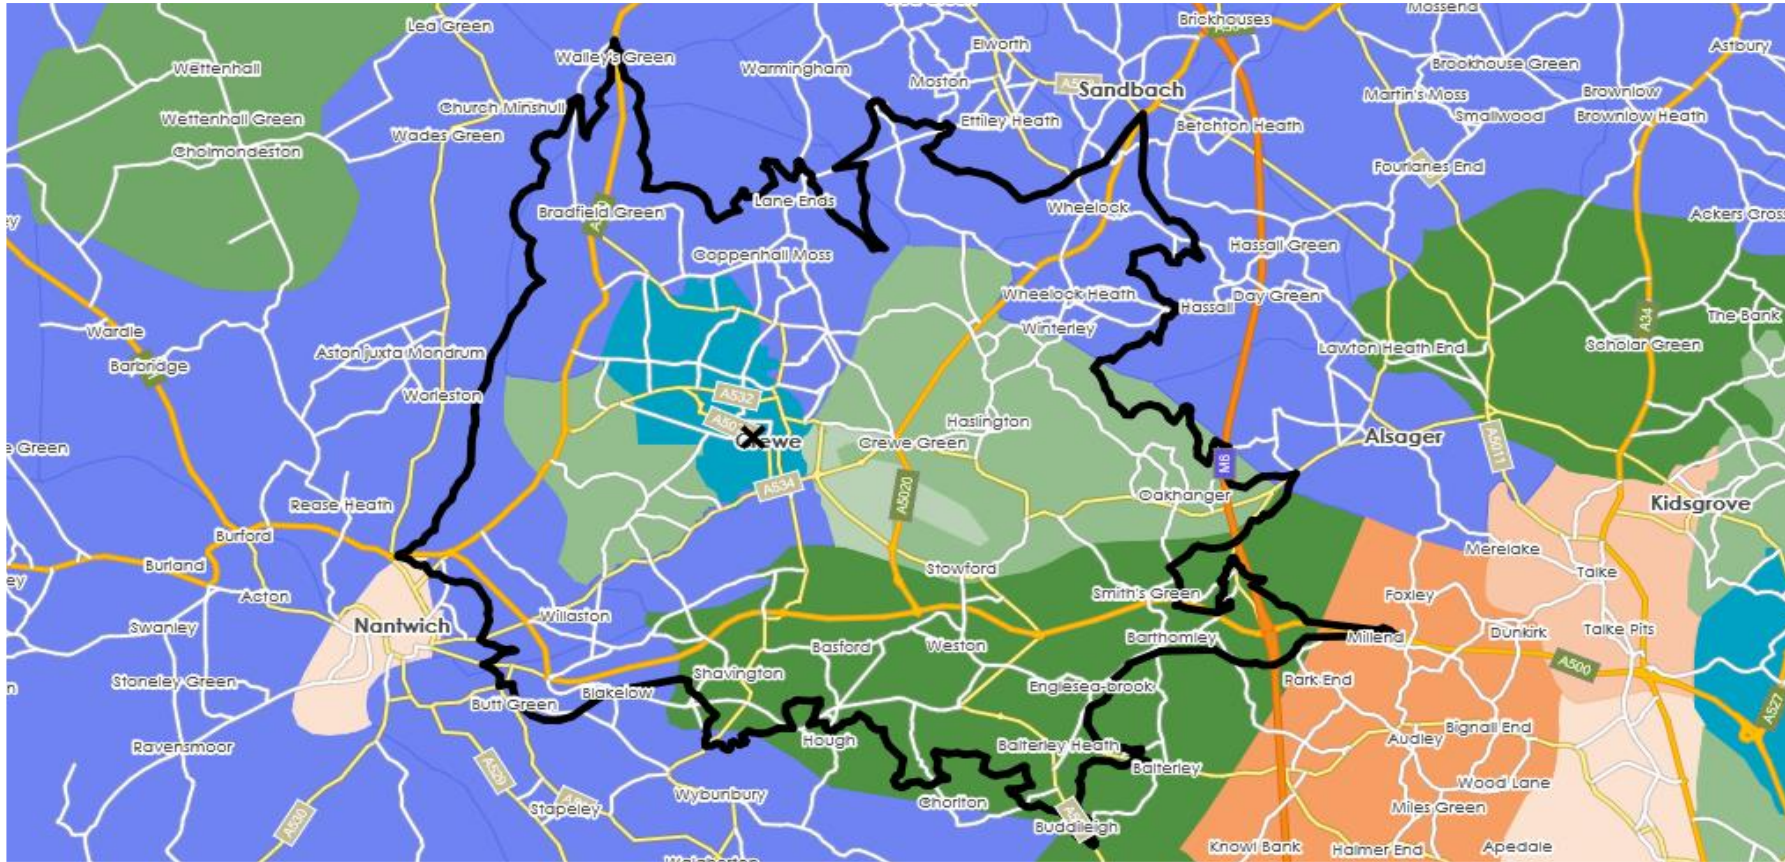 Lea Green
Brickhouses
Mossend
Wettenhall
Walley's Green
Warmingham
Elworth
Astbury
Moston
Sandbach
Brookhouse Green
Church Minshull
Martin's Moss
Brownlow
Wettenhall Green
Wades Green
Ettiley Heath
Betchton Heath
Smallwood
Brownlow Heath
Cholmondeston
Fourlanes End
Bradfield Green
Lane Ends
Wheelock
Ackers Cross
Coppenhall Moss
Hassall Green
Wheelock Heath
Hassall
Day Green
Wardle
Winterley
A34
The Bank
Barbridge
Aston juxta Mondrum
Lawton Heath End
Scholar Green
Worleston
A532
Haslington
e Green
Crewe
Crewe Green
Alsager
A5011
M6
Rease Heath
A534
A5020
Oakhanger
Kidsgrove
Burford
Merelake
ey
Burland
Stowford
Talke
Acton
Willaston
Smith's Green
Foxley
Swanley
Nantwich
Basford
Weston
Barthomley
Millend
Dunkirk
Talke Pits
A500
Stoneley Green
Shavington
Englesea-brook
Park End
Butt Green
Blakelow
A527
Ravensmoor
Hough
Balterley Heath
Audley
Bignall End
A529
Balterley
Wybunbury
Chorlton
Wood Lane
A530
Stapeley
Buddileigh
Miles Green
Knowl Bank
Halmer End
Apedale